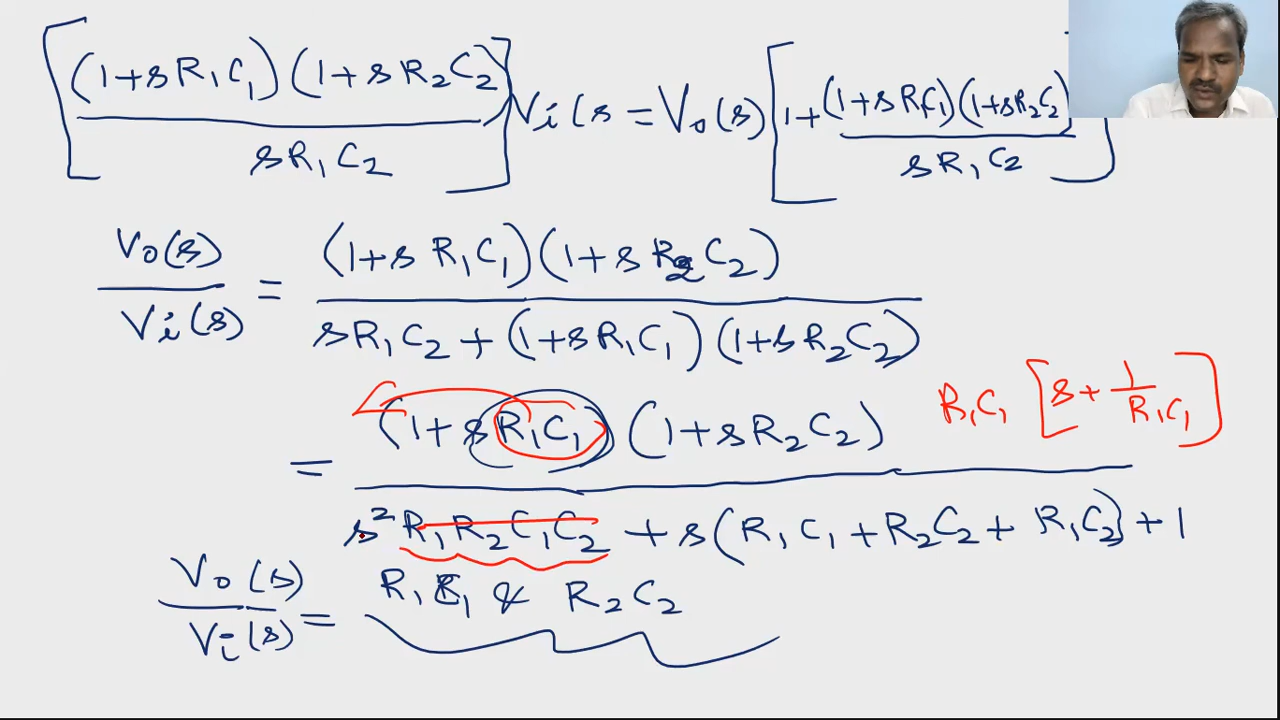 [(1+sR₁C₁)(1+sR₂C₂) / sR₁C₂] Vi(s = Vo(s) [1+ (1+sR₁C₁)(1+sR₂C₂) / sR₁C₂]
Vo(s) / Vi(s) = (1+sR₁C₁)(1+sR₂C₂) / sR₁C₂ + (1+sR₁C₁)(1+sR₂C₂)
= (1+sR₁C₁)(1+sR₂C₂) / s²R₁R₂C₁C₂ + s(R₁C₁+R₂C₂+R₁C₂)+1
R₁C₁ [s + 1 / R₁C₁]
Vo(s) / Vi(s) = R₁C₁ & R₂C₂